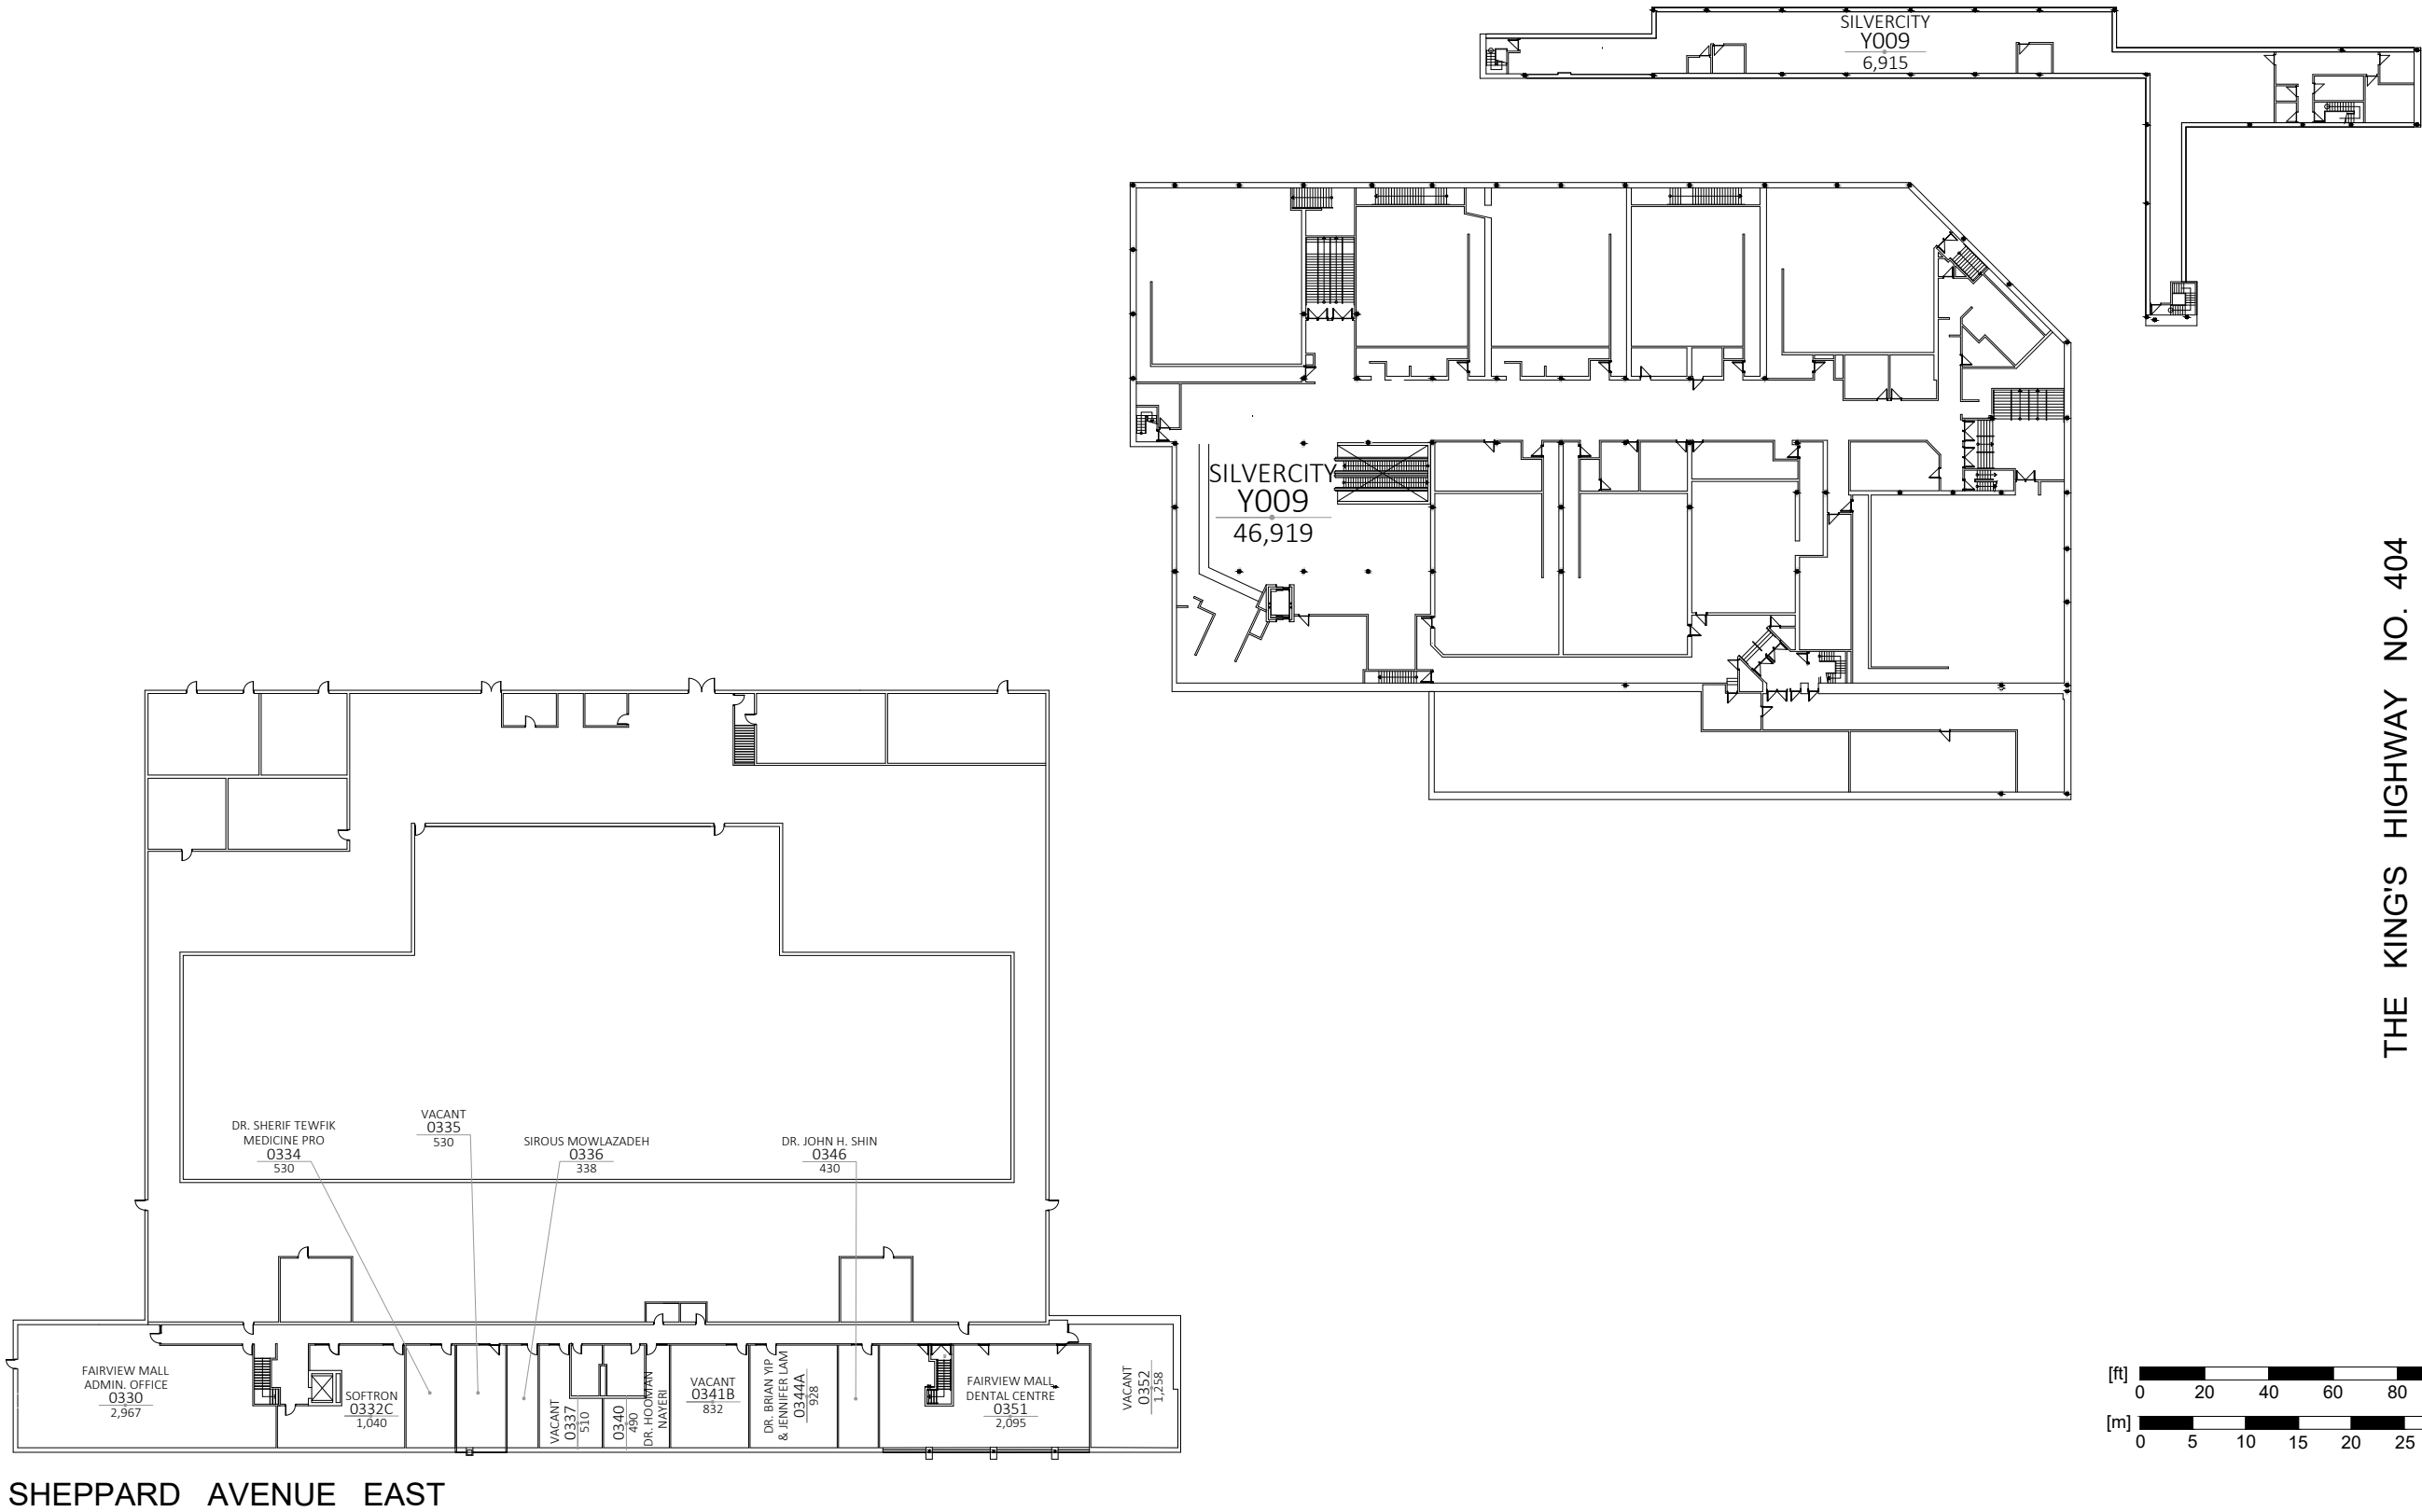 SILVERCITY
Y009
6,915
SILVERCITY
Y009
46,919
THE KING'S HIGHWAY NO. 404
DR. SHERIF TEWFIK
MEDICINE PRO
0334
530
VACANT
0335
530
SIROUS MOWLAZADEH
0336
338
DR. JOHN H. SHIN
0346
430
FAIRVIEW MALL
ADMIN. OFFICE
0330
2,967
SOFTRON
0332C
1,040
VACANT
0337
510
0340
490
DR. HOOMAN
NAYERI
VACANT
0341B
832
DR. BRIAN YIP
& JENNIFER LAM
0344A
928
FAIRVIEW MALL
DENTAL CENTRE
0351
2,095
VACANT
0352
1,258
[ft]
0 20 40 60 80
[m]
0 5 10 15 20 25
SHEPPARD AVENUE EAST